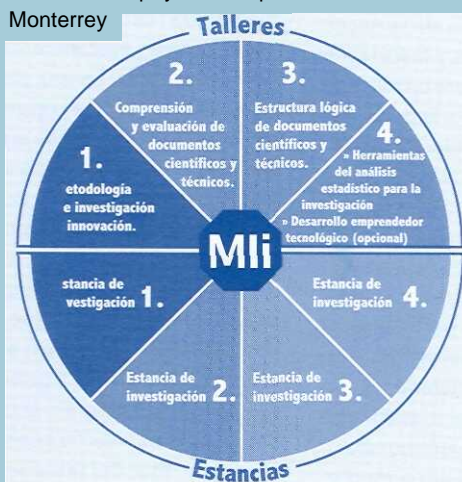 Monterrey
Talleres
1.
etodología
e investigación
innovación.
2.
Comprensión
y evaluación de
documentos
científicos y
técnicos.
3.
Estructura lógica
de documentos
científicos y
técnicos.
4.
» Herramientas
del análisis
estadístico para la
investigación
» Desarrollo emprendedor
tecnológico (opcional)
Mli
stancia de
vestigación 1.
Estancia de
investigación 2.
Estancia de
investigación 3.
Estancia de
investigación 4.
Estancias